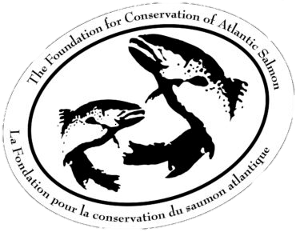 The Foundation for Conservation of Atlantic Salmon
La Fondation pour la conservation du saumon atlantique